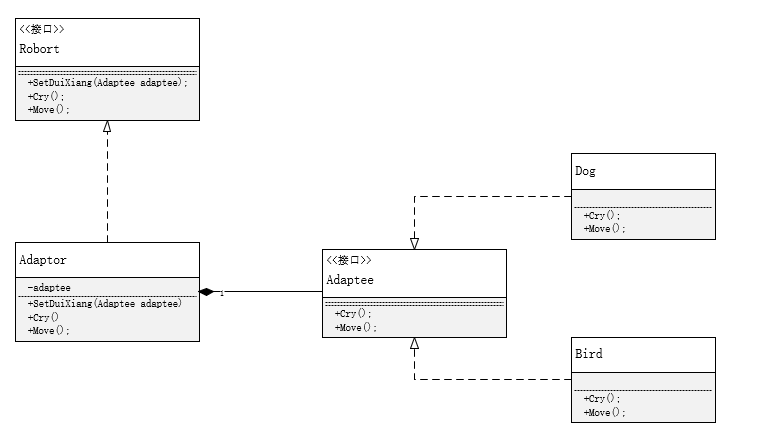 <<接口>>
Robort
+SetDuiXiang(Adaptee adaptee);
+Cry();
+Move();
Dog
+Cry();
+Move();
Adaptor
-adaptee
+SetDuiXiang(Adaptee adaptee)
+Cry()
+Move();
1
<<接口>>
Adaptee
+Cry();
+Move();
Bird
+Cry();
+Move();